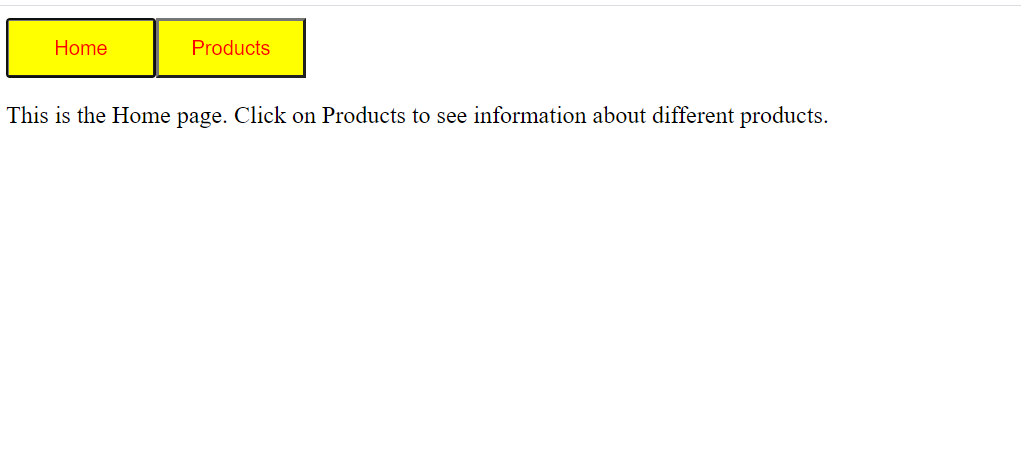 Home Products
This is the Home page. Click on Products to see information about different products.